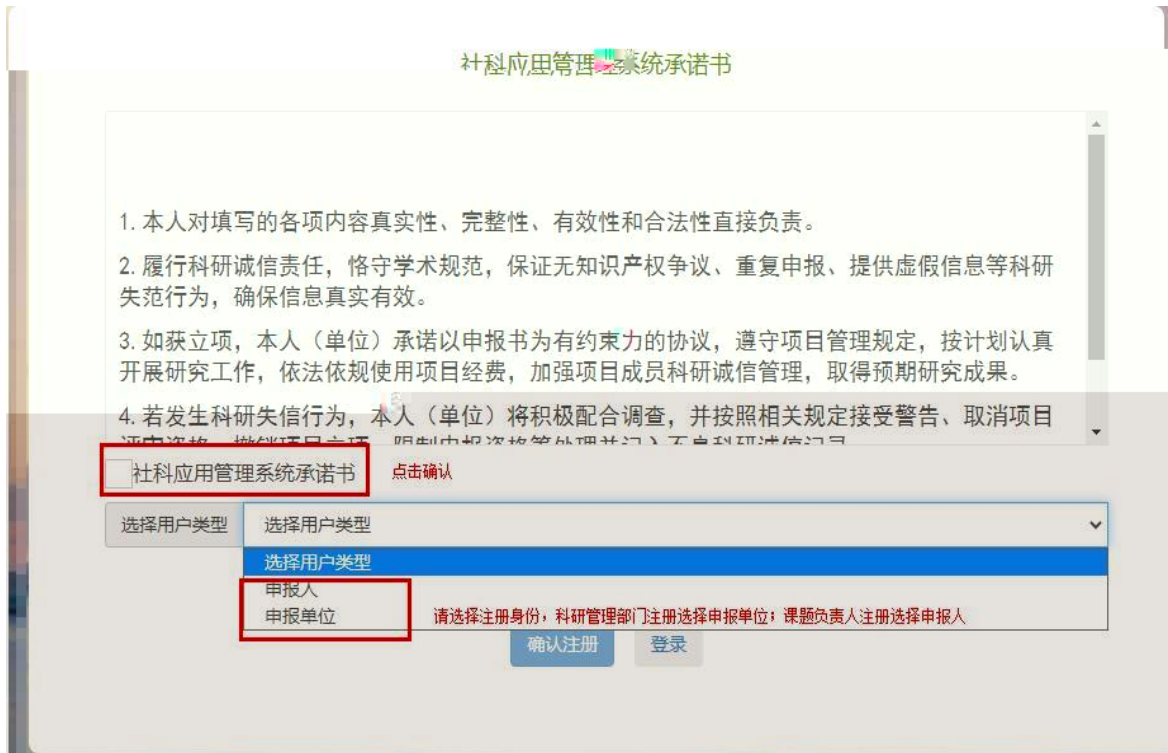 社科应用管理系统承诺书
1. 本人对填写的各项内容真实性、完整性、有效性和合法性直接负责。
2. 履行科研诚信责任，恪守学术规范，保证无知识产权争议、重复申报、提供虚假信息等科研
失范行为，确保信息真实有效。
3. 如获立项，本人（单位）承诺以申报书为有约束力的协议，遵守项目管理规定，按计划认真
开展研究工作，依法依规使用项目经费，加强项目成员科研诚信管理，取得预期研究成果。
4. 若发生科研失信行为，本人（单位）将积极配合调查，并按照相关规定接受警告、取消项目
社科应用管理系统承诺书 点击确认
选择用户类型 选择用户类型
选择用户类型
申报人
申报单位 请选择注册身份，科研管理部门注册选择申报单位；课题负责人注册选择申报人
确认注册 登录